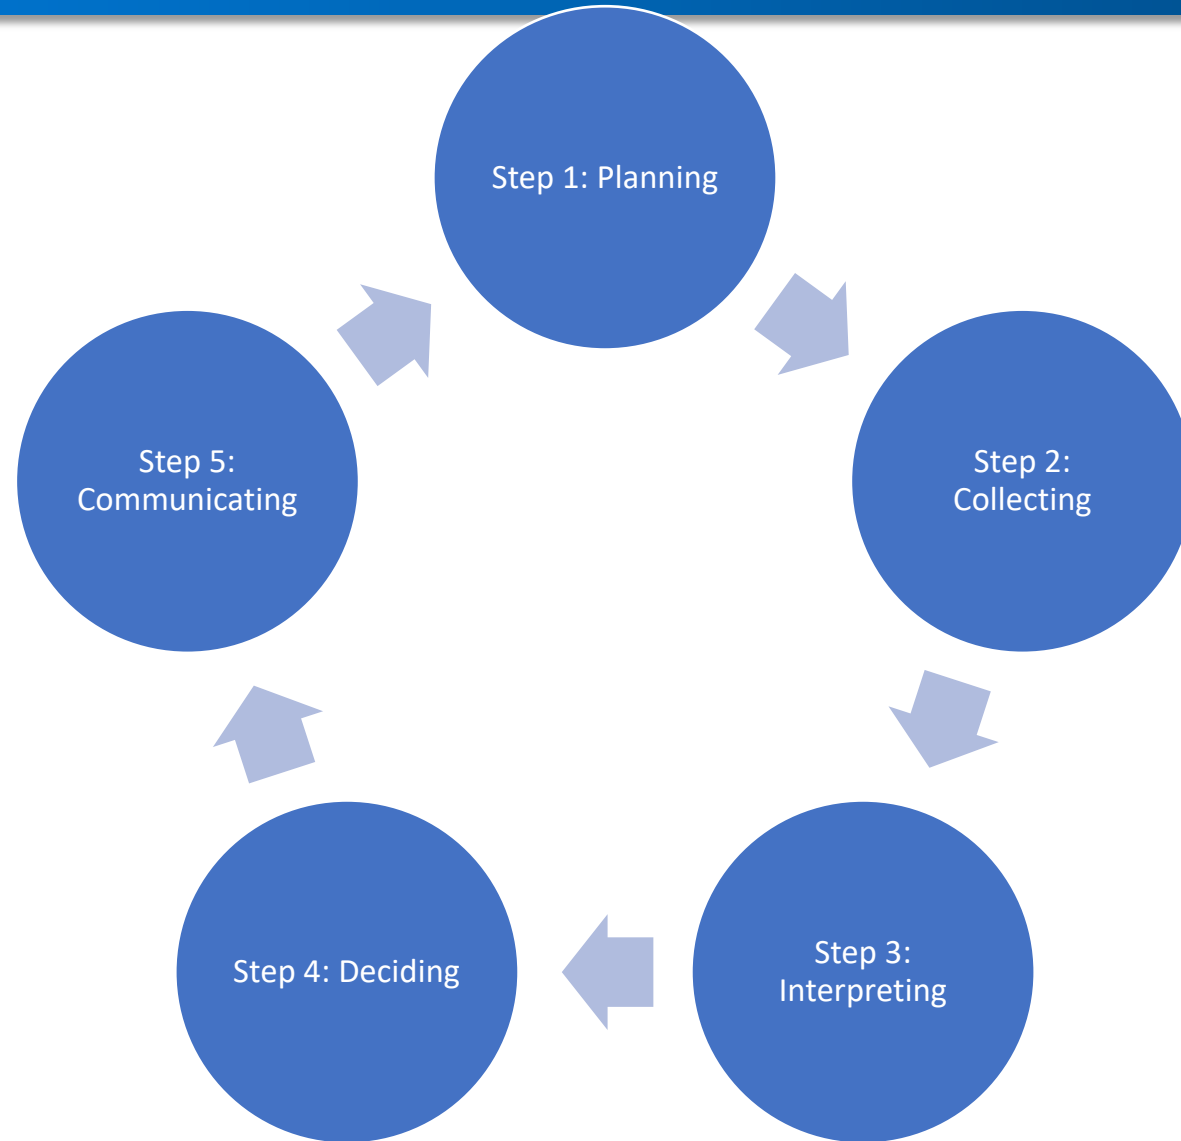 Step 1: Planning
Step 2:
Collecting
Step 3:
Interpreting
Step 4: Deciding
Step 5:
Communicating